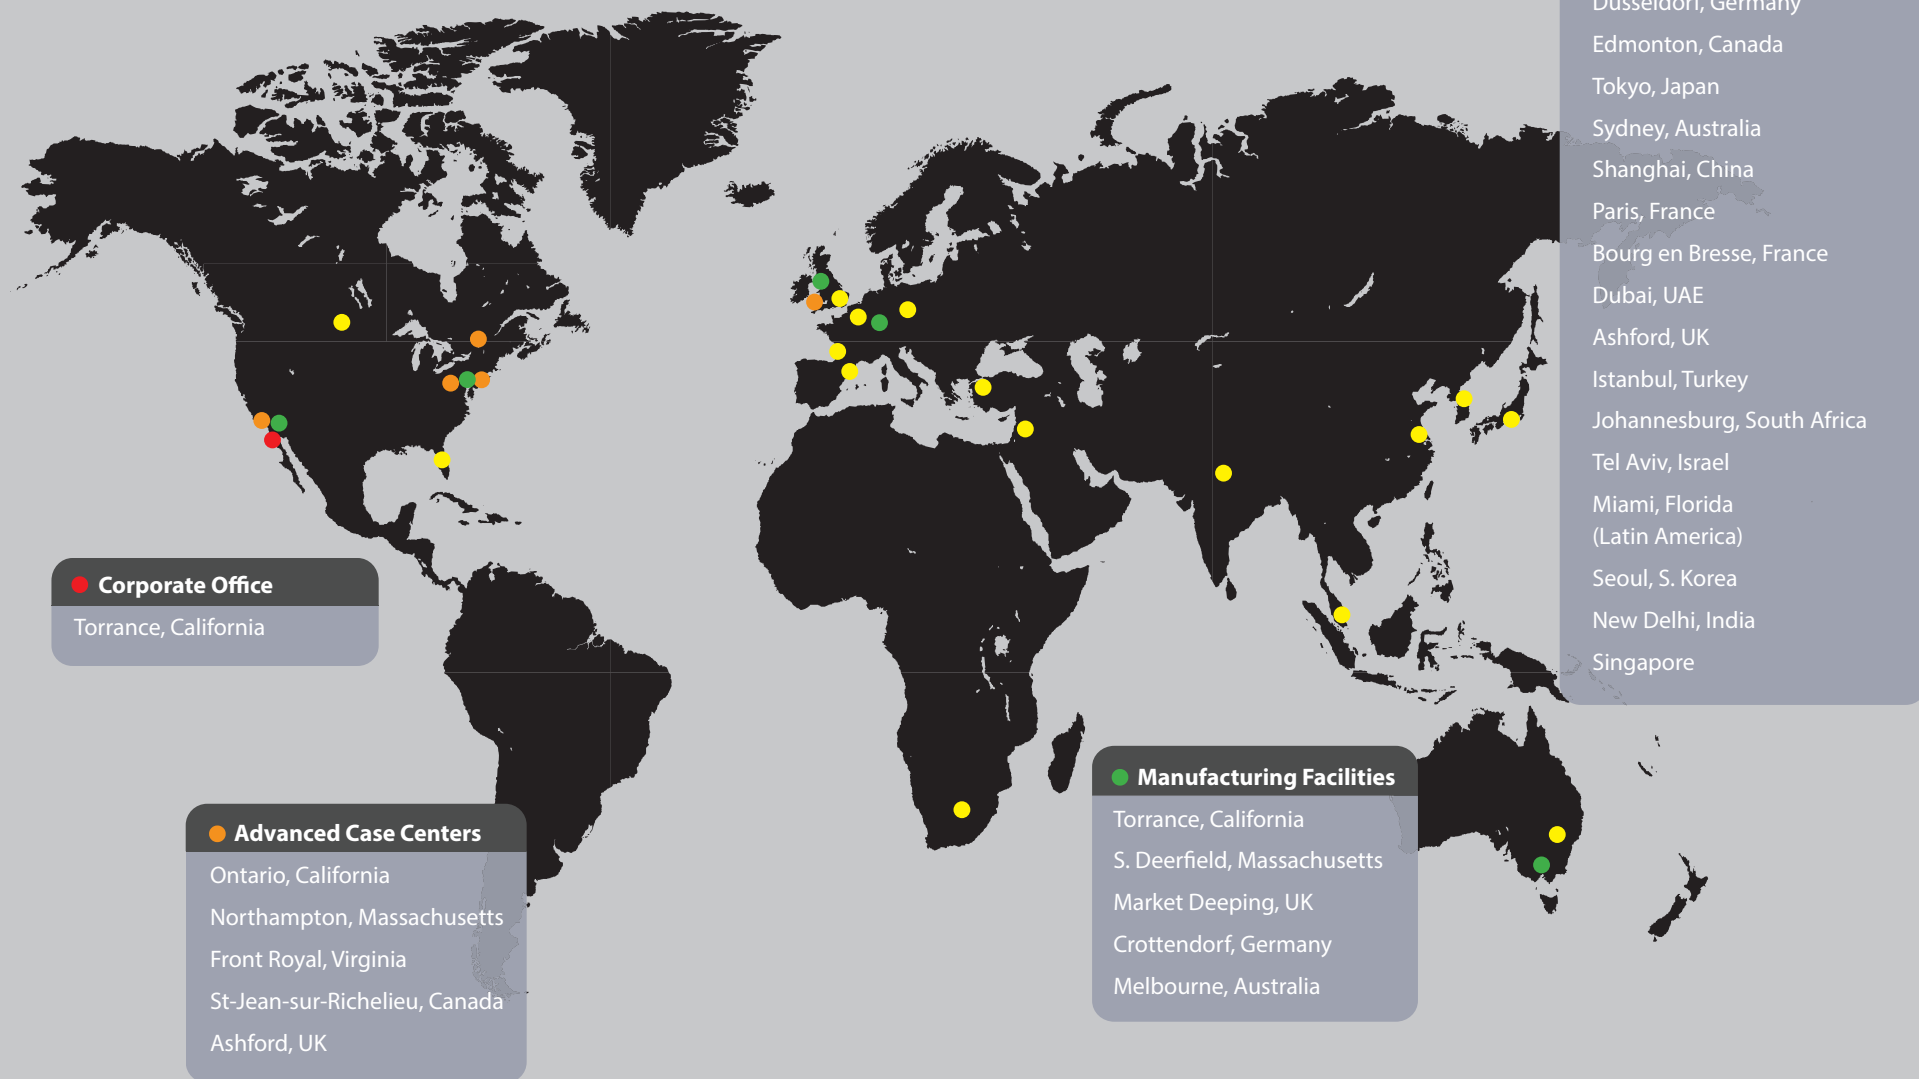 Düsseldorf, Germany
Edmonton, Canada
Tokyo, Japan
Sydney, Australia
Shanghai, China
Paris, France
Bourg en Bresse, France
Dubai, UAE
Ashford, UK
Istanbul, Turkey
Johannesburg, South Africa
Tel Aviv, Israel
Miami, Florida
(Latin America)
Seoul, S. Korea
New Delhi, India
Singapore
Corporate Office
Torrance, California
Advanced Case Centers
Ontario, California
Northampton, Massachusetts
Front Royal, Virginia
St-Jean-sur-Richelieu, Canada
Ashford, UK
Manufacturing Facilities
Torrance, California
S. Deerfield, Massachusetts
Market Deeping, UK
Crottendorf, Germany
Melbourne, Australia